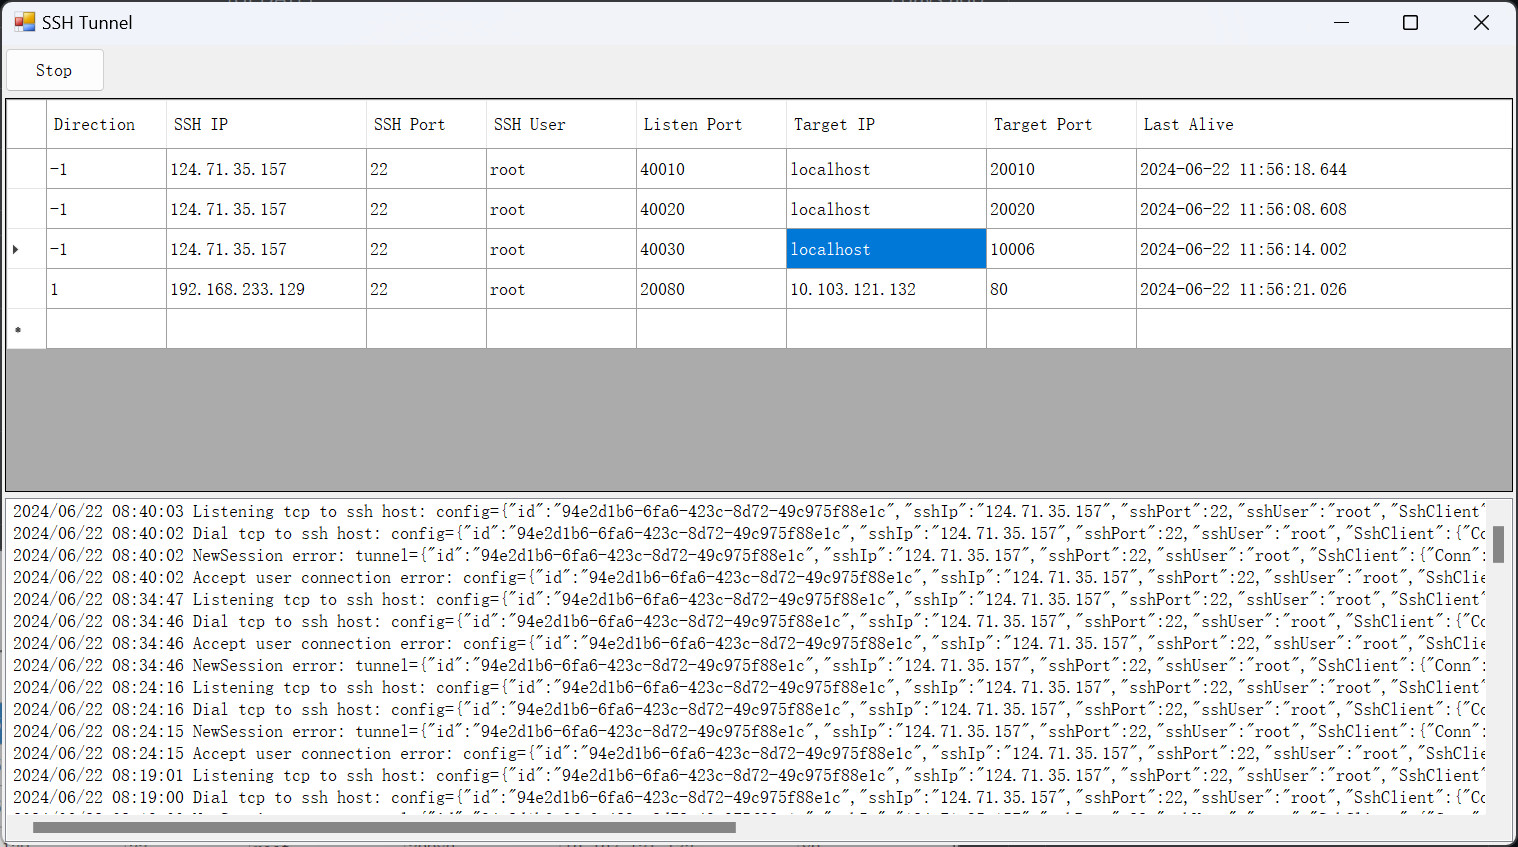 SSH Tunnel
Stop
Direction SSH IP SSH Port SSH User Listen Port Target IP Target Port Last Alive
-1 124.71.35.157 22 root 40010 localhost 20010 2024-06-22 11:56:18.644
-1 124.71.35.157 22 root 40020 localhost 20020 2024-06-22 11:56:08.608
-1 124.71.35.157 22 root 40030 localhost 10006 2024-06-22 11:56:14.002
1 192.168.233.129 22 root 20080 10.103.121.132 80 2024-06-22 11:56:21.026
2024/06/22 08:40:03 Listening tcp to ssh host: config={"id":"94e2d1b6-6fa6-423c-8d72-49c975f88e1c","sshIp":"124.71.35.157","sshPort":22,"sshUser":"root","SshClient"
2024/06/22 08:40:02 Dial tcp to ssh host: config={"id":"94e2d1b6-6fa6-423c-8d72-49c975f88e1c","sshIp":"124.71.35.157","sshPort":22,"sshUser":"root","SshClient":{"Co
2024/06/22 08:40:02 NewSession error: tunnel={"id":"94e2d1b6-6fa6-423c-8d72-49c975f88e1c","sshIp":"124.71.35.157","sshPort":22,"sshUser":"root","SshClient":{"Conn":
2024/06/22 08:40:02 Accept user connection error: config={"id":"94e2d1b6-6fa6-423c-8d72-49c975f88e1c","sshIp":"124.71.35.157","sshPort":22,"sshUser":"root","SshClie
2024/06/22 08:34:47 Listening tcp to ssh host: config={"id":"94e2d1b6-6fa6-423c-8d72-49c975f88e1c","sshIp":"124.71.35.157","sshPort":22,"sshUser":"root","SshClient"
2024/06/22 08:34:46 Dial tcp to ssh host: config={"id":"94e2d1b6-6fa6-423c-8d72-49c975f88e1c","sshIp":"124.71.35.157","sshPort":22,"sshUser":"root","SshClient":{"Co
2024/06/22 08:34:46 Accept user connection error: config={"id":"94e2d1b6-6fa6-423c-8d72-49c975f88e1c","sshIp":"124.71.35.157","sshPort":22,"sshUser":"root","SshClie
2024/06/22 08:34:46 NewSession error: tunnel={"id":"94e2d1b6-6fa6-423c-8d72-49c975f88e1c","sshIp":"124.71.35.157","sshPort":22,"sshUser":"root","SshClient":{"Conn":
2024/06/22 08:24:16 Listening tcp to ssh host: config={"id":"94e2d1b6-6fa6-423c-8d72-49c975f88e1c","sshIp":"124.71.35.157","sshPort":22,"sshUser":"root","SshClient"
2024/06/22 08:24:16 Dial tcp to ssh host: config={"id":"94e2d1b6-6fa6-423c-8d72-49c975f88e1c","sshIp":"124.71.35.157","sshPort":22,"sshUser":"root","SshClient":{"Co
2024/06/22 08:24:15 NewSession error: tunnel={"id":"94e2d1b6-6fa6-423c-8d72-49c975f88e1c","sshIp":"124.71.35.157","sshPort":22,"sshUser":"root","SshClient":{"Conn":
2024/06/22 08:24:15 Accept user connection error: config={"id":"94e2d1b6-6fa6-423c-8d72-49c975f88e1c","sshIp":"124.71.35.157","sshPort":22,"sshUser":"root","SshClie
2024/06/22 08:19:01 Listening tcp to ssh host: config={"id":"94e2d1b6-6fa6-423c-8d72-49c975f88e1c","sshIp":"124.71.35.157","sshPort":22,"sshUser":"root","SshClient"
2024/06/22 08:19:00 Dial tcp to ssh host: config={"id":"94e2d1b6-6fa6-423c-8d72-49c975f88e1c","sshIp":"124.71.35.157","sshPort":22,"sshUser":"root","SshClient":{"Co